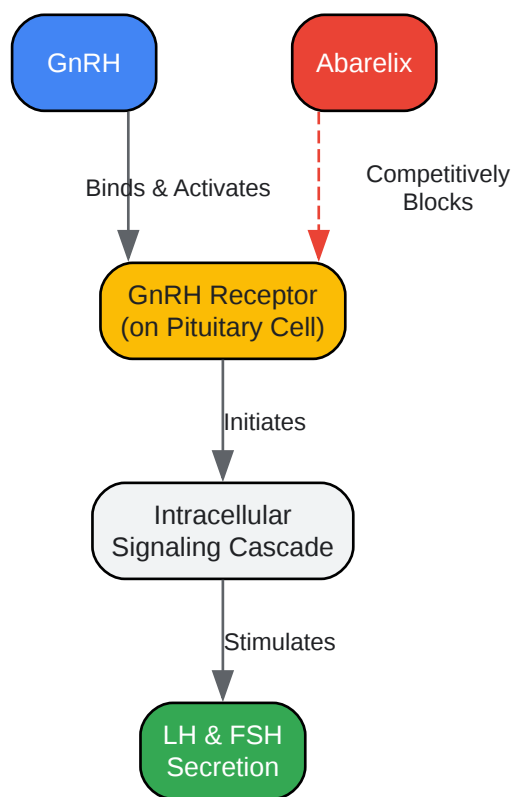 GnRH
Abarelix
Binds & Activates
Competitively
Blocks
GnRH Receptor
(on Pituitary Cell)
Initiates
Intracellular
Signaling Cascade
Stimulates
LH & FSH
Secretion